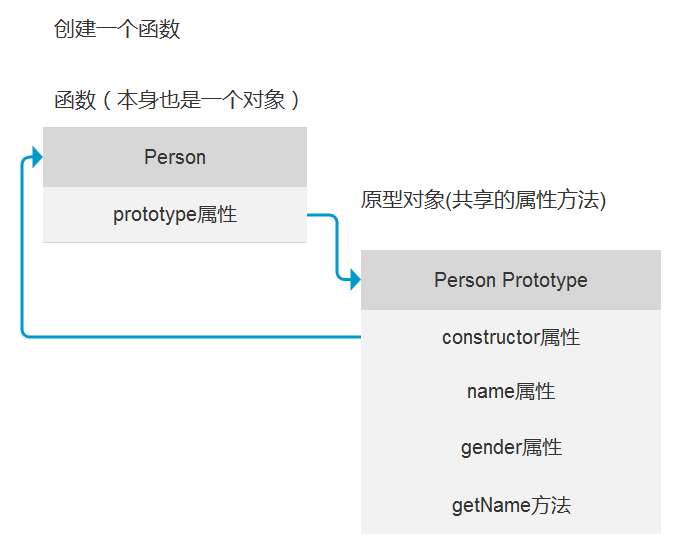 创建一个函数
函数（本身也是一个对象）
Person
prototype属性
原型对象(共享的属性方法)
Person Prototype
constructor属性
name属性
gender属性
getName方法